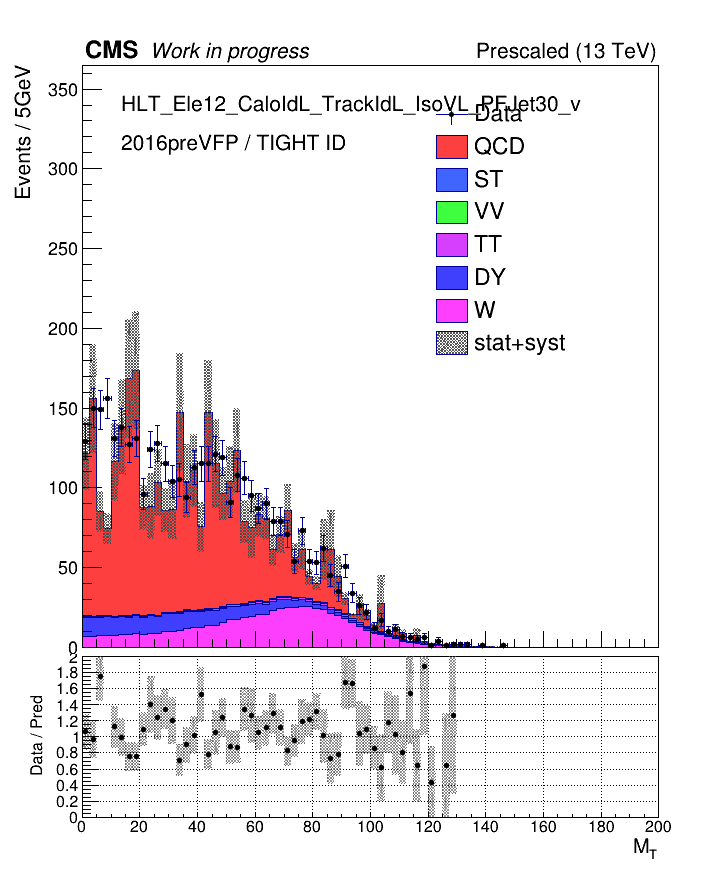 CMS Work in progress Prescaled (13 TeV)
Events / 5GeV
350
300
250
200
150
100
50
0
HLT_Ele12_CaloIdL_TrackIdL_IsoVL_PFJet30_v
2016preVFP / TIGHT ID
Data
QCD
ST
VV
TT
DY
W
stat+syst
Data / Pred
2
1.8
1.6
1.4
1.2
1
0.8
0.6
0.4
0.2
0
0 20 40 60 80 100 120 140 160 180 200
M_T